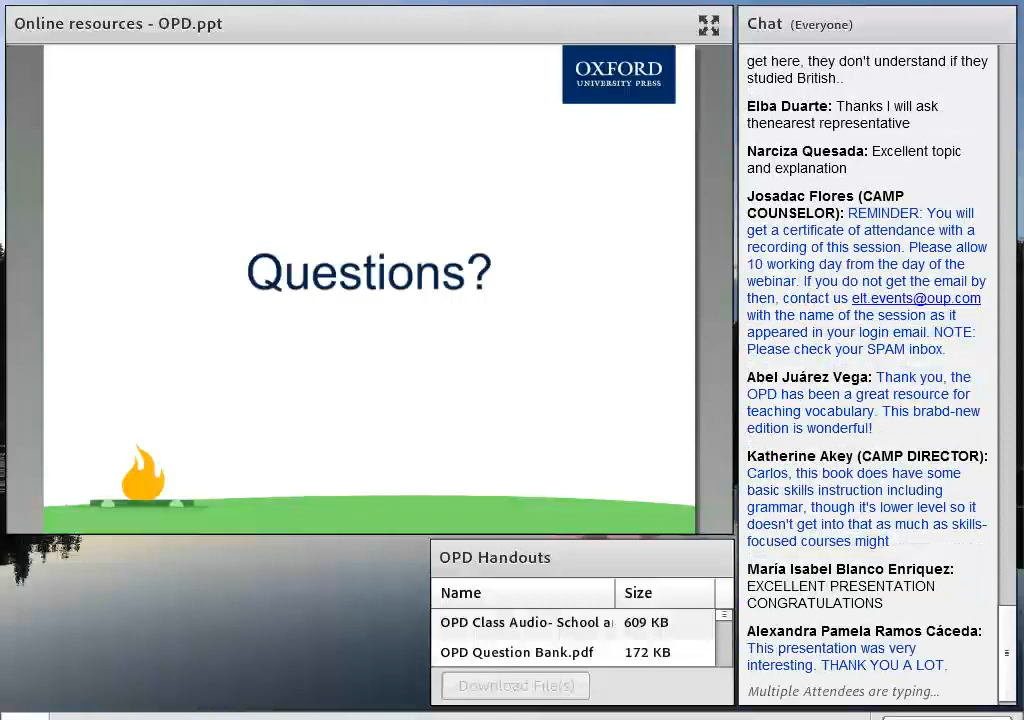 Online resources - OPD.ppt
OXFORD
UNIVERSITY PRESS
Questions?
OPD Handouts
Name Size
OPD Class Audio- School a 609 KB
OPD Question Bank.pdf 172 KB
Download File(s)
Chat (Everyone)
get here, they don't understand if they
studied British..
Elba Duarte: Thanks I will ask
thenearest representative
Narciza Quesada: Excellent topic
and explanation
Josadac Flores (CAMP
COUNSELOR): REMINDER: You will
get a certificate of attendance with a
recording of this session. Please allow
10 working day from the day of the
webinar. If you do not get the email by
then, contact us elt.events@oup.com
with the name of the session as it
appeared in your login email. NOTE:
Please check your SPAM inbox.
Abel Juárez Vega: Thank you, the
OPD has been a great resource for
teaching vocabulary. This brabd-new
edition is wonderful!
Katherine Akey (CAMP DIRECTOR):
Carlos, this book does have some
basic skills instruction including
grammar, though it's lower level so it
doesn't get into that as much as skills-
focused courses might
María Isabel Blanco Enriquez:
EXCELLENT PRESENTATION
CONGRATULATIONS
Alexandra Pamela Ramos Cáceda:
This presentation was very
interesting. THANK YOU A LOT.
Multiple Attendees are typing...